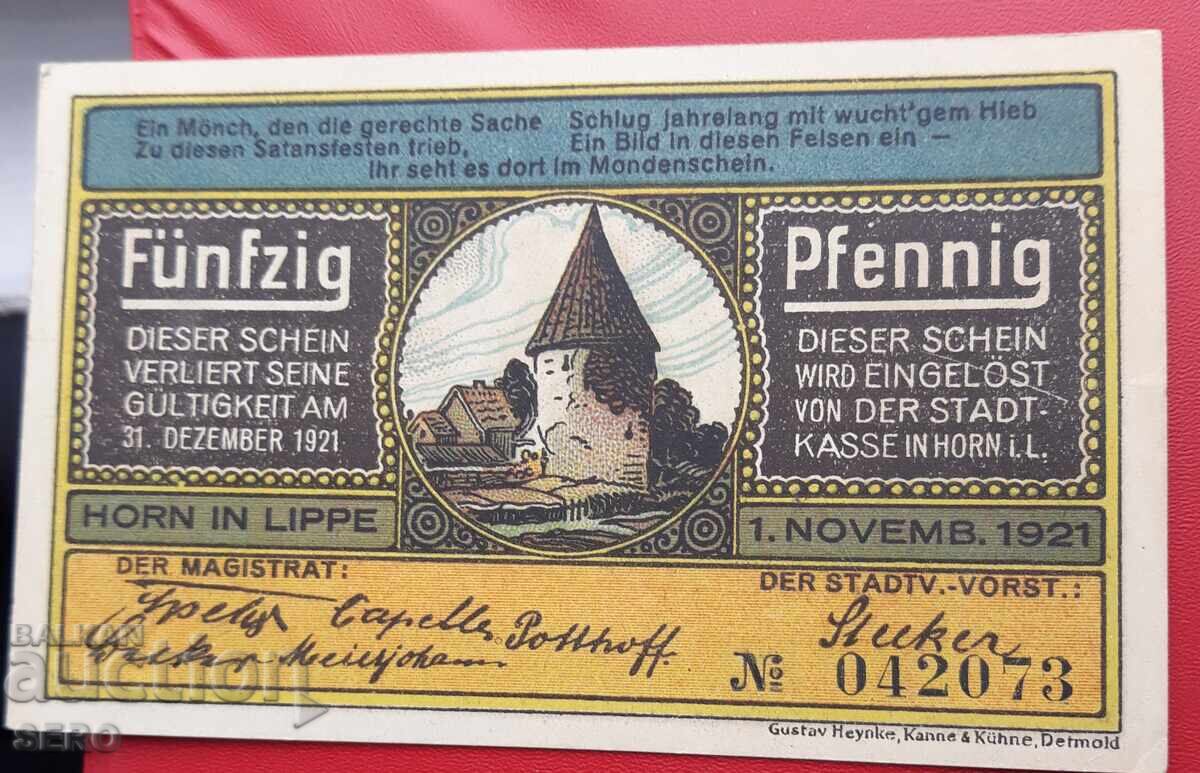 Ein Mönch, den die gerechte Sache
Zu diesen Satansfesten trieb,
Schlug jahrelang mit wucht'gem Hieb
Ein Bild in diesen Felsen ein —
Ihr seht es dort im Mondenschein.
Fünfzig
DIESER SCHEIN
VERLIERT SEINE
GÜLTIGKEIT AM
31. DEZEMBER 1921
Pfennig
DIESER SCHEIN
WIRD EINGELÖST
VON DER STADT-
KASSE IN HORN i.L.
HORN IN LIPPE
1. NOVEMB. 1921
DER MAGISTRAT:
Capelle Potthoff
Meiersjohann
DER STADTV.-VORST.:
Steeker
No 042073
Gustav Heynke, Kanne & Kühne, Detmold
BALKAN
auction
SERO